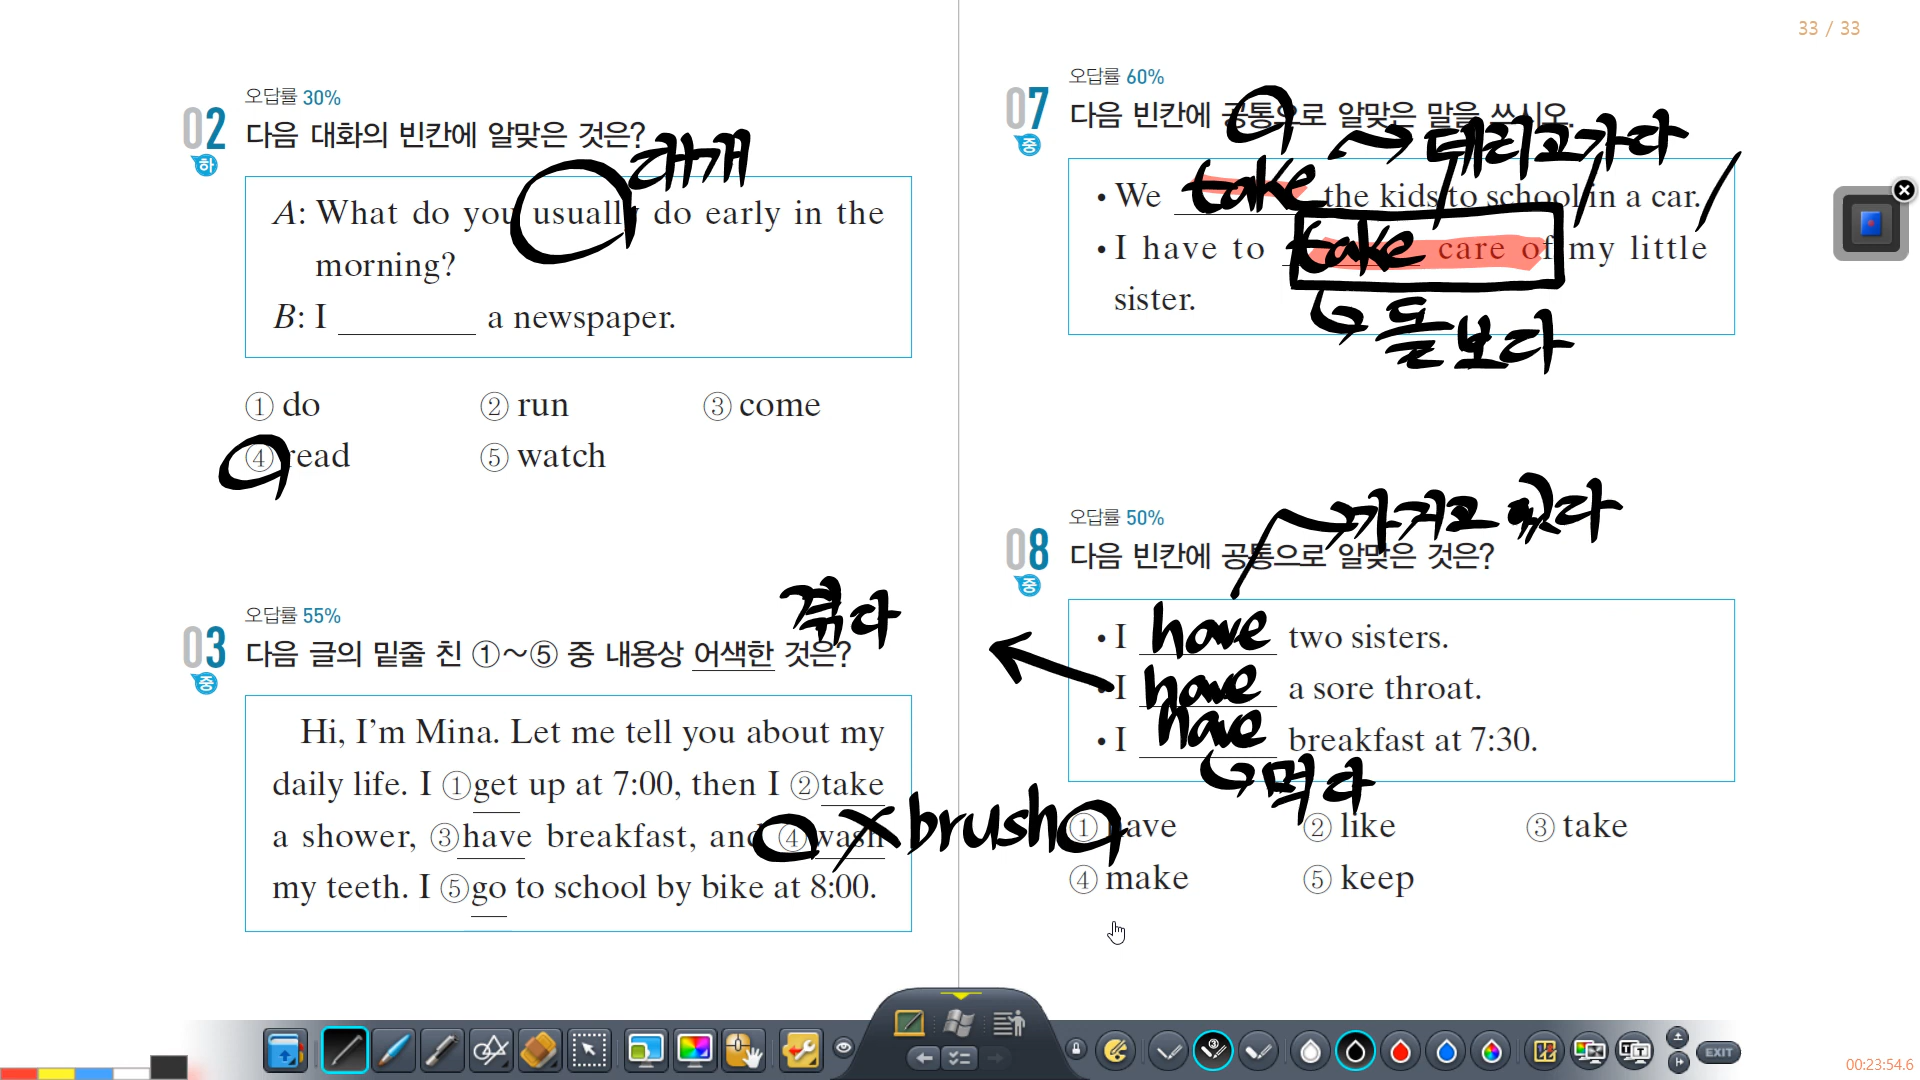 33 / 33
오답률 30%
02
하
다음 대화의 빈칸에 알맞은 것은?
대개
A: What do you usually do early in the
morning?
B: I ________ a newspaper.
① do ② run ③ come
④ read ⑤ watch
오답률 55%
03
중
겪다
다음 글의 밑줄 친 ①~⑤ 중 내용상 어색한 것은?
Hi, I'm Mina. Let me tell you about my
daily life. I ①get up at 7:00, then I ②take
a shower, ③have breakfast, and ④wash
brush
my teeth. I ⑤go to school by bike at 8:00.
오답률 60%
07
중
다음 빈칸에 공통으로 알맞은 말을 쓰시오.
데리고가다
• We take the kids to school in a car.
• I have to take care of my little
sister.
돌보다
오답률 50%
08
중
가지고 있다
다음 빈칸에 공통으로 알맞은 것은?
• I have two sisters.
• I have a sore throat.
• I have breakfast at 7:30.
먹다
① have ② like ③ take
④ make ⑤ keep
EXIT
00:23:54.6